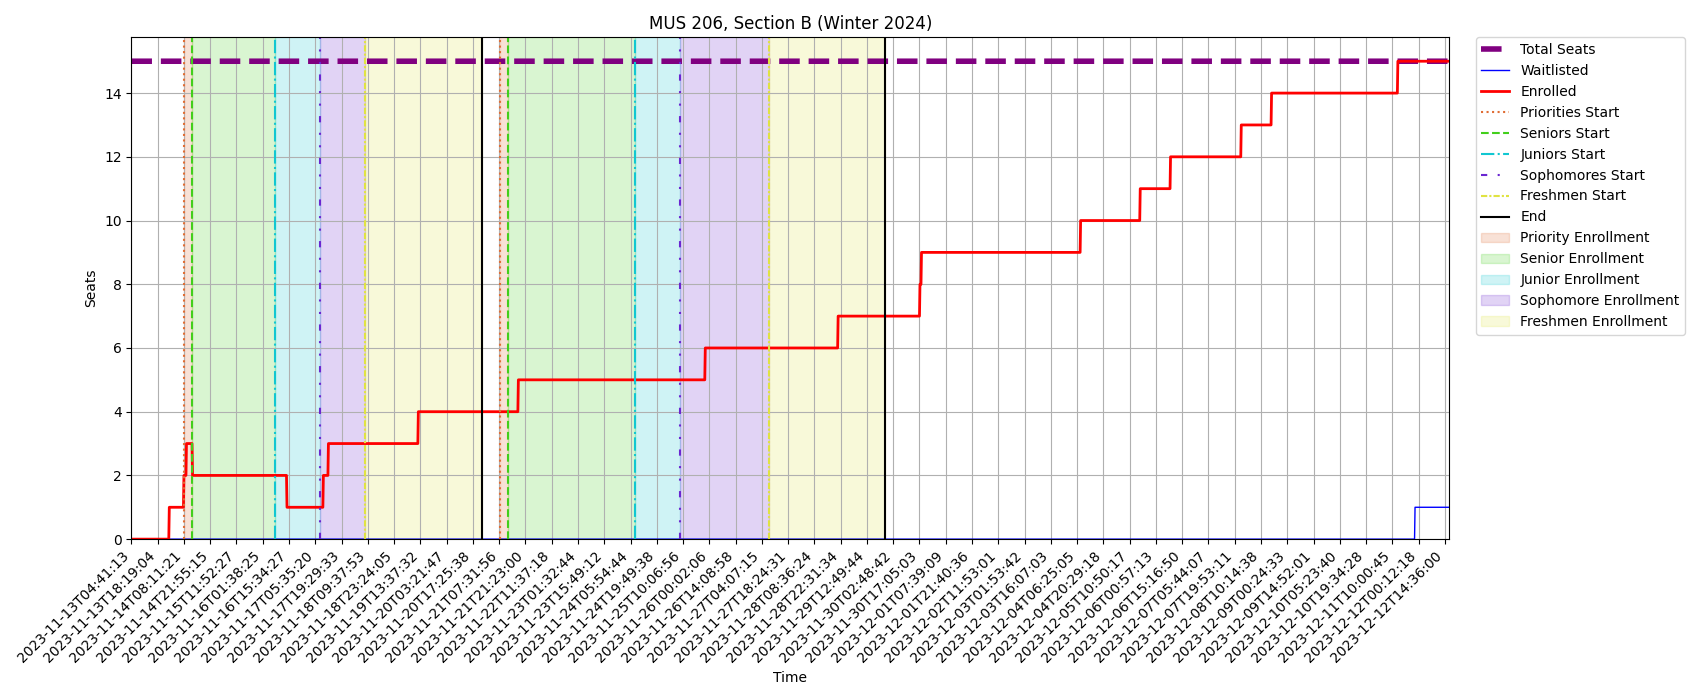 MUS 206, Section B (Winter 2024)
Total Seats
Waitlisted
Enrolled
Priorities Start
Seniors Start
Juniors Start
Sophomores Start
Freshmen Start
End
Priority Enrollment
Senior Enrollment
Junior Enrollment
Sophomore Enrollment
Freshmen Enrollment
Seats
14
12
10
8
6
4
2
0
2023-11-13T04:41:13
2023-11-13T18:19:04
2023-11-14T08:11:21
2023-11-14T21:55:15
2023-11-15T11:52:27
2023-11-16T01:38:25
2023-11-16T15:34:27
2023-11-17T05:35:20
2023-11-17T19:29:33
2023-11-18T09:37:53
2023-11-18T23:24:05
2023-11-19T13:37:32
2023-11-20T03:21:47
2023-11-20T17:25:38
2023-11-21T07:31:56
2023-11-21T21:23:00
2023-11-22T11:37:18
2023-11-23T01:32:44
2023-11-23T15:49:12
2023-11-24T05:54:44
2023-11-24T19:49:38
2023-11-25T10:06:56
2023-11-26T00:02:06
2023-11-26T14:08:58
2023-11-27T04:07:15
2023-11-27T18:24:31
2023-11-28T08:36:24
2023-11-28T22:31:34
2023-11-29T12:49:44
2023-11-30T02:48:42
2023-11-30T17:05:03
2023-12-01T07:39:09
2023-12-01T21:40:36
2023-12-02T11:53:01
2023-12-03T01:53:42
2023-12-03T16:07:03
2023-12-04T06:25:05
2023-12-04T20:29:18
2023-12-05T10:50:17
2023-12-06T00:57:13
2023-12-06T15:16:50
2023-12-07T05:44:07
2023-12-07T19:53:11
2023-12-08T10:14:38
2023-12-09T00:24:33
2023-12-09T14:52:01
2023-12-10T05:23:40
2023-12-10T19:34:28
2023-12-11T10:00:45
2023-12-12T00:12:18
2023-12-12T14:36:00
Time